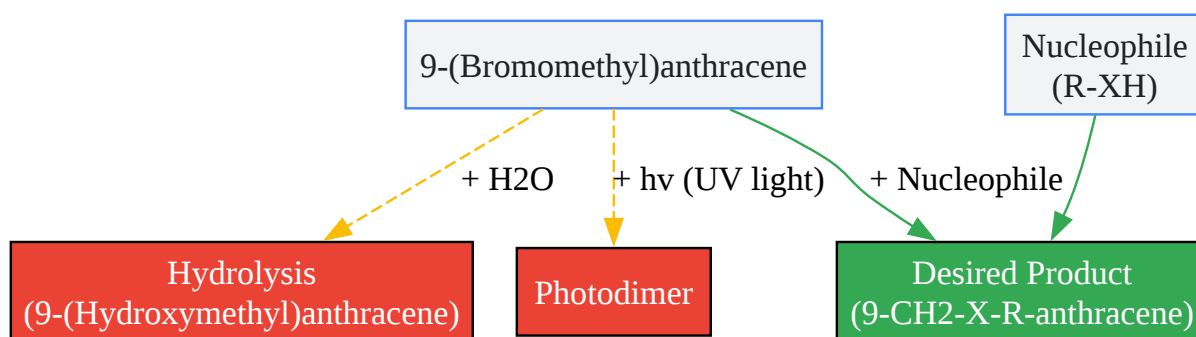 9-(Bromomethyl)anthracene
Nucleophile
(R-XH)
+ H2O
+ hv (UV light)
+ Nucleophile
Hydrolysis
(9-(Hydroxymethyl)anthracene)
Photodimer
Desired Product
(9-CH2-X-R-anthracene)